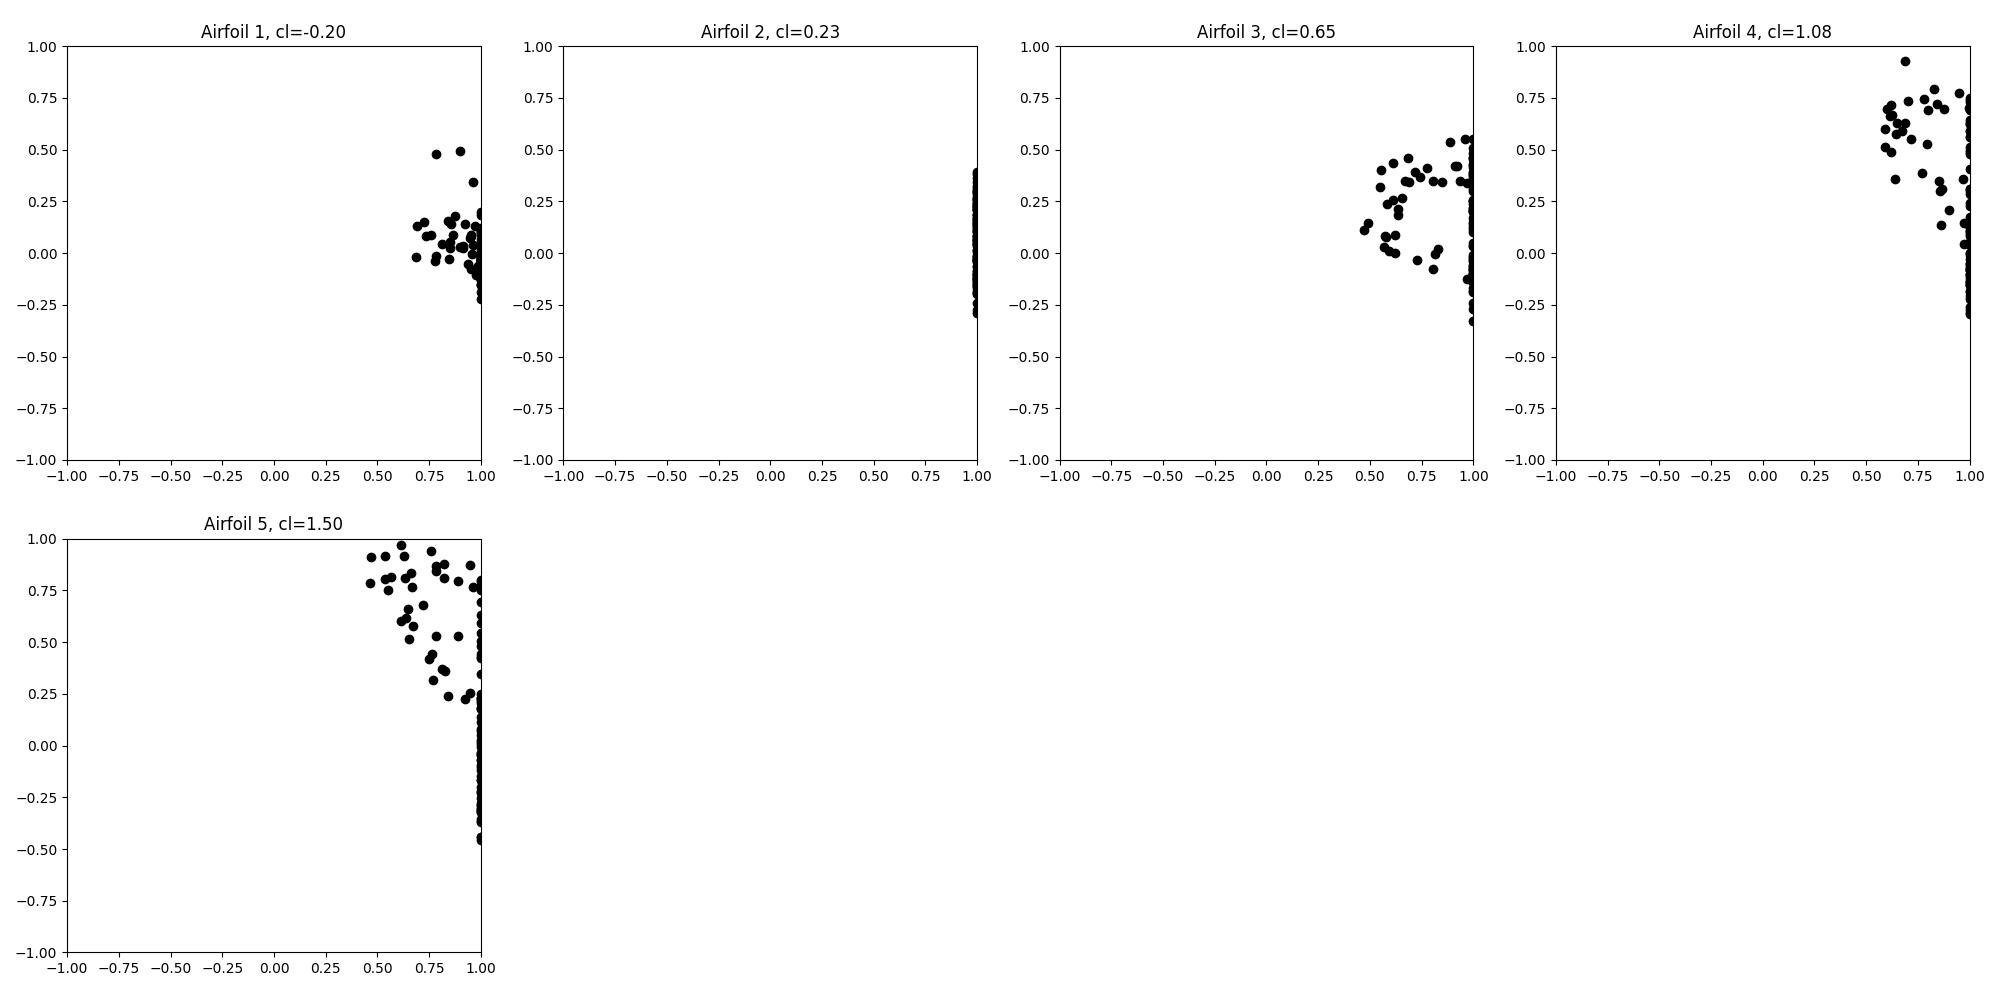 Airfoil 1, cl=-0.20
Airfoil 2, cl=0.23
Airfoil 3, cl=0.65
Airfoil 4, cl=1.08
1.00 1.00 1.00 1.00
0.75 0.75 0.75 0.75
0.50 0.50 0.50 0.50
0.25 0.25 0.25 0.25
0.00 0.00 0.00 0.00
−0.25 −0.25 −0.25 −0.25
−0.50 −0.50 −0.50 −0.50
−0.75 −0.75 −0.75 −0.75
−1.00 −1.00 −1.00 −1.00
−1.00 −0.75 −0.50 −0.25 0.00 0.25 0.50 0.75 1.00
−1.00 −0.75 −0.50 −0.25 0.00 0.25 0.50 0.75 1.00
−1.00 −0.75 −0.50 −0.25 0.00 0.25 0.50 0.75 1.00
−1.00 −0.75 −0.50 −0.25 0.00 0.25 0.50 0.75 1.00
Airfoil 5, cl=1.50
1.00
0.75
0.50
0.25
0.00
−0.25
−0.50
−0.75
−1.00
−1.00 −0.75 −0.50 −0.25 0.00 0.25 0.50 0.75 1.00